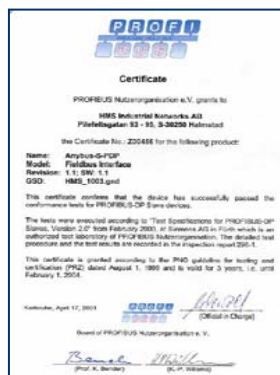 PROFI
BUS
Certificate
PROFIBUS Nutzerorganisation e.V. grants to
HMS Industrial Networks AB
Pilefeltsgatan 93 - 95, S-30250 Halmstad
the Certificate No.: Z00486 for the following product:
Name: Anybus-S-PDP
Model: Fieldbus Interface
Revision: 1.1; SW: 1.1
GSD: HMS_1003.gsd
This certificate confirms that the device has successfully passed the
conformance tests for PROFIBUS-DP Slave devices.
The tests were executed according to "Test Specifications for PROFIBUS-DP
Slaves, Version 2.0" from February 2000, at Siemens AG in Fürth which is an
authorized test laboratory of PROFIBUS Nutzerorganisation. The detailed test
procedure and the test results are recorded in the inspection report
This certificate is granted according to the PNO guideline for testing and
certification (PRZ) dated August 1, 1999 and is valid for 3 years, i.e. until
February 1, 2004.
Karlsruhe, April 17, 2001
PROFI
BUS
(Official in Charge)
Board of PROFIBUS Nutzerorganisation e.V.
(Prof. K. Bender) (K.-P. Willems)